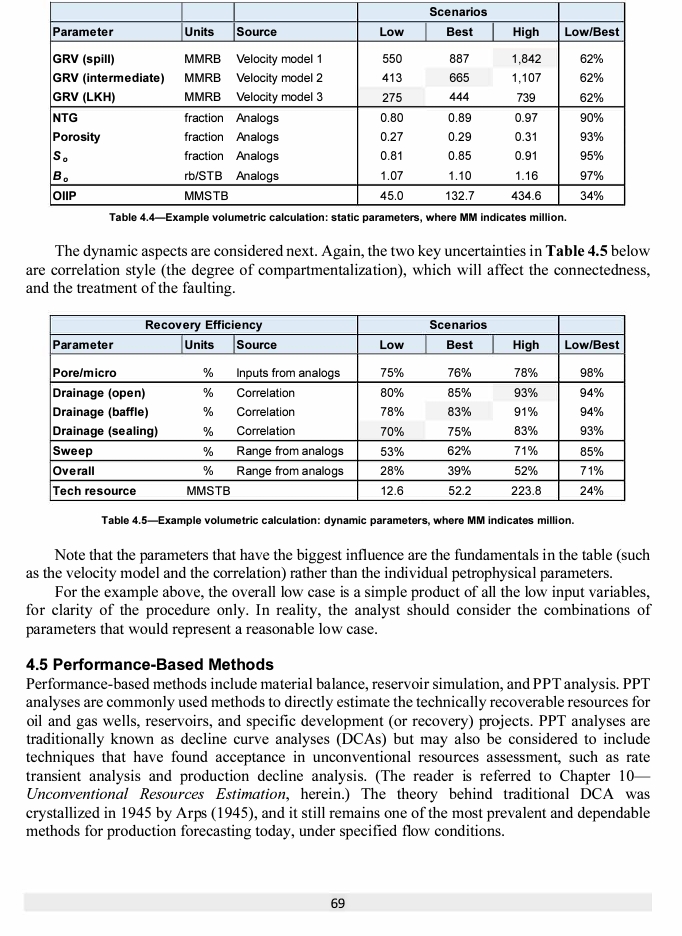 Scenarios
Parameter Units Source Low Best High Low/Best
GRV (spill) MMRB Velocity model 1 550 887 1,842 62%
GRV (intermediate) MMRB Velocity model 2 413 665 1,107 62%
GRV (LKH) MMRB Velocity model 3 275 444 739 62%
NTG fraction Analogs 0.80 0.89 0.97 90%
Porosity fraction Analogs 0.27 0.29 0.31 93%
So fraction Analogs 0.81 0.85 0.91 95%
Bo rb/STB Analogs 1.07 1.10 1.16 97%
OIIP MMSTB 45.0 132.7 434.6 34%
Table 4.4—Example volumetric calculation: static parameters, where MM indicates million.
The dynamic aspects are considered next. Again, the two key uncertainties in Table 4.5 below
are correlation style (the degree of compartmentalization), which will affect the connectedness,
and the treatment of the faulting.
Recovery Efficiency Scenarios
Parameter Units Source Low Best High Low/Best
Pore/micro % Inputs from analogs 75% 76% 78% 98%
Drainage (open) % Correlation 80% 85% 93% 94%
Drainage (baffle) % Correlation 78% 83% 91% 94%
Drainage (sealing) % Correlation 70% 75% 83% 93%
Sweep % Range from analogs 53% 62% 71% 85%
Overall % Range from analogs 28% 39% 52% 71%
Tech resource MMSTB 12.6 52.2 223.8 24%
Table 4.5—Example volumetric calculation: dynamic parameters, where MM indicates million.
Note that the parameters that have the biggest influence are the fundamentals in the table (such
as the velocity model and the correlation) rather than the individual petrophysical parameters.
For the example above, the overall low case is a simple product of all the low input variables,
for clarity of the procedure only. In reality, the analyst should consider the combinations of
parameters that would represent a reasonable low case.
4.5 Performance-Based Methods
Performance-based methods include material balance, reservoir simulation, and PPT analysis. PPT
analyses are commonly used methods to directly estimate the technically recoverable resources for
oil and gas wells, reservoirs, and specific development (or recovery) projects. PPT analyses are
traditionally known as decline curve analyses (DCAs) but may also be considered to include
techniques that have found acceptance in unconventional resources assessment, such as rate
transient analysis and production decline analysis. (The reader is referred to Chapter 10—
Unconventional Resources Estimation, herein.) The theory behind traditional DCA was
crystallized in 1945 by Arps (1945), and it still remains one of the most prevalent and dependable
methods for production forecasting today, under specified flow conditions.
69